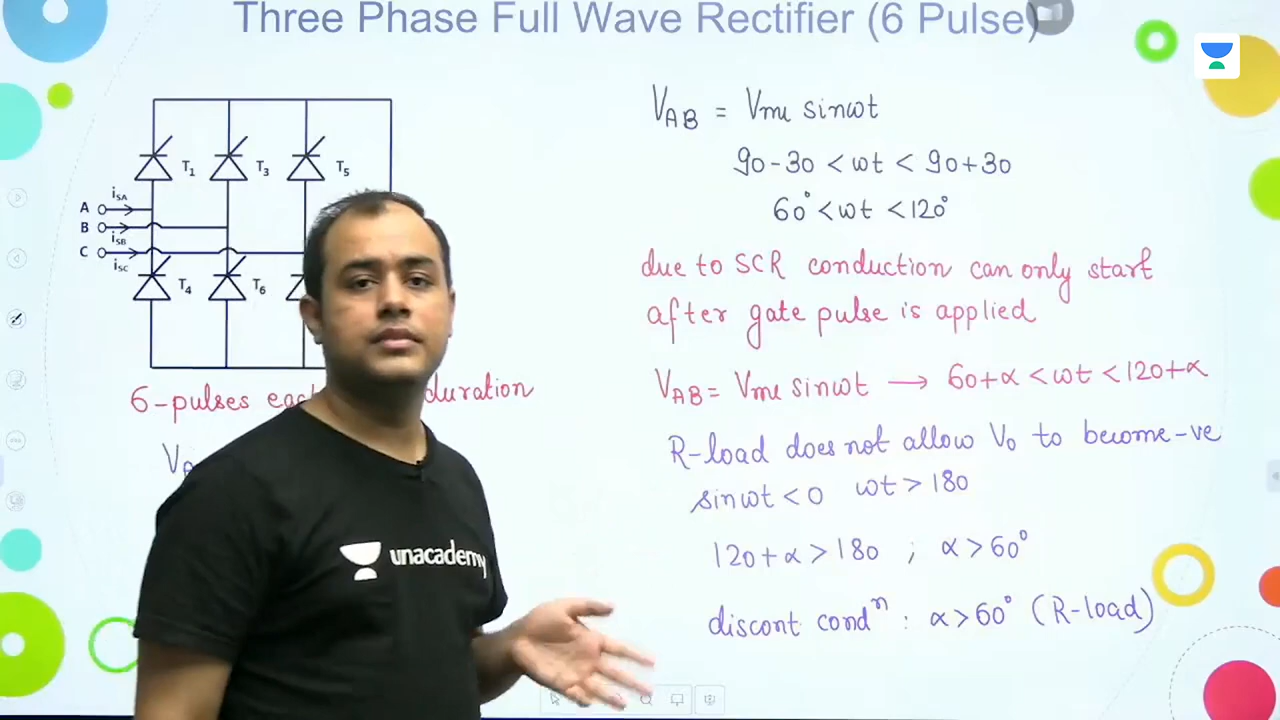 Three Phase Full Wave Rectifier (6 Pulse)
T1
T3
T5
iSA
A
B
iSB
C
iSC
T4
T6
6-pulses each duration
unacademy
VAB = Vml sinωt
90-30 < ωt < 90+30
60° < ωt < 120°
due to SCR conduction can only start
after gate pulse is applied
VAB = Vml sinωt → 60+α < ωt < 120+α
R-load does not allow V0 to become -ve
sinωt < 0 ωt > 180
120+α > 180 ; α > 60°
discont condⁿ : α > 60° (R-load)